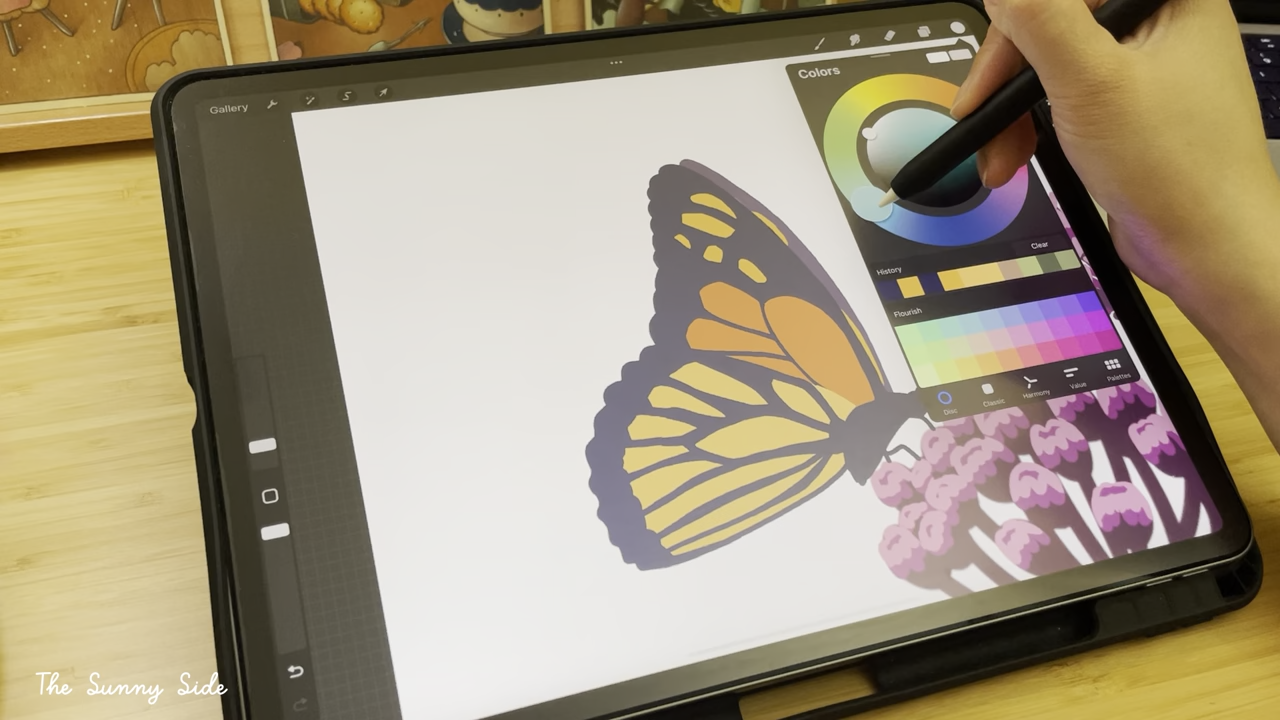 Gallery
Colors
Clear
History
Flourish
Disc
Classic
Harmony
Value
Palettes
The Sunny Side